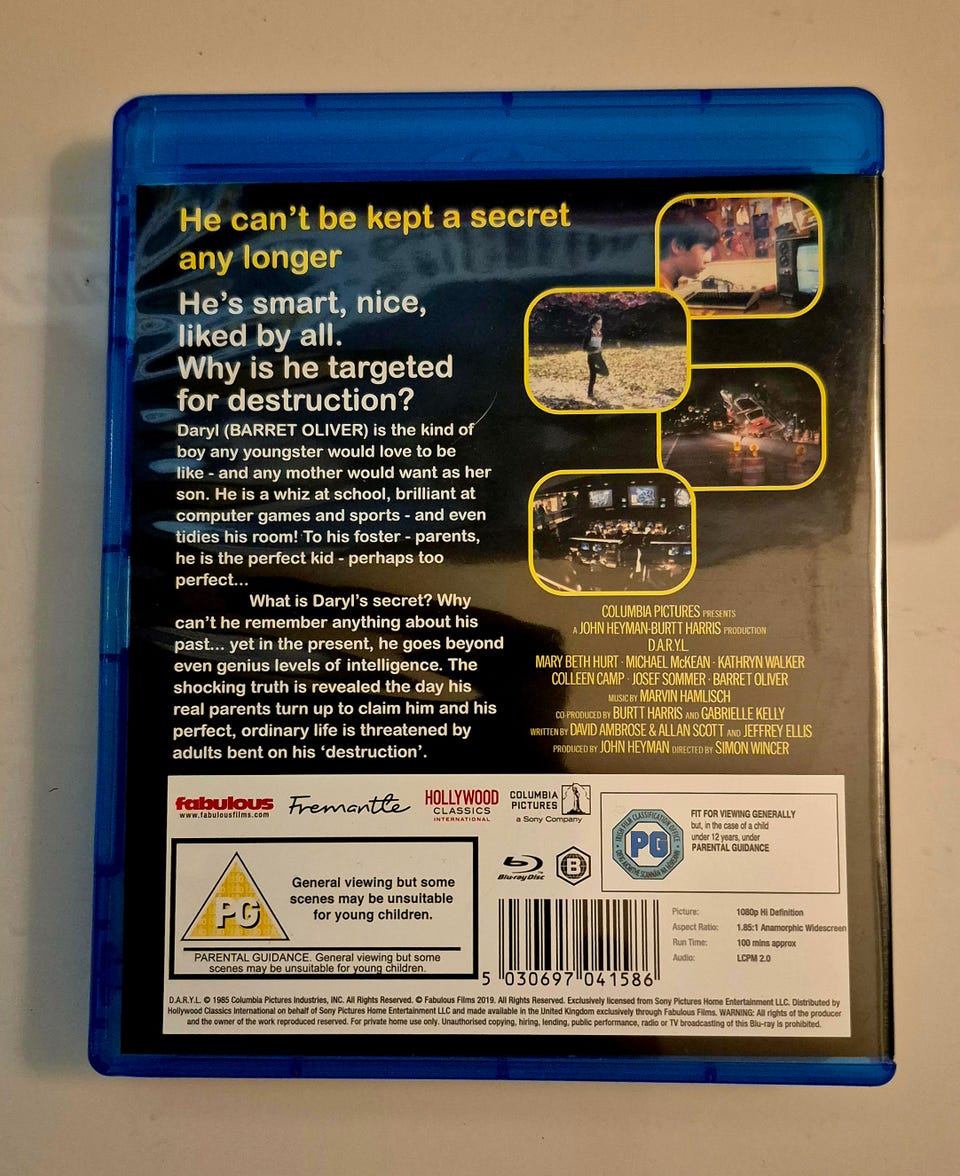 He can't be kept a secret
any longer
He's smart, nice,
liked by all.
Why is he targeted
for destruction?
Daryl (BARRET OLIVER) is the kind of
boy any youngster would love to be
like - and any mother would want as her
son. He is a whiz at school, brilliant at
computer games and sports - and even
tidies his room! To his foster - parents,
he is the perfect kid - perhaps too
perfect...
What is Daryl's secret? Why
can't he remember anything about his
past... yet in the present, he goes beyond
even genius levels of intelligence. The
shocking truth is revealed the day his
real parents turn up to claim him and his
perfect, ordinary life is threatened by
adults bent on his 'destruction'.
COLUMBIA PICTURES PRESENTS
A JOHN HEYMAN-BURTT HARRIS PRODUCTION
D.A.R.Y.L.
MARY BETH HURT · MICHAEL McKEAN · KATHRYN WALKER
COLLEEN CAMP · JOSEF SOMMER · BARRET OLIVER
MUSIC BY MARVIN HAMLISCH
CO-PRODUCED BY BURTT HARRIS AND GABRIELLE KELLY
WRITTEN BY DAVID AMBROSE & ALLAN SCOTT AND JEFFREY ELLIS
PRODUCED BY JOHN HEYMAN DIRECTED BY SIMON WINCER
fabulous
www.fabulousfilms.com
Fremantle
HOLLYWOOD
CLASSICS
INTERNATIONAL
COLUMBIA
PICTURES
a Sony Company
PG
General viewing but some
scenes may be unsuitable
for young children.
PARENTAL GUIDANCE. General viewing but some
scenes may be unsuitable for young children.
Blu-ray Disc
B
IRISH FILM CLASSIFICATION OFFICE
PG
FIT FOR VIEWING GENERALLY
but, in the case of a child
under 12 years, under
PARENTAL GUIDANCE
5 030697 041586
Picture: 1080p Hi Definition
Aspect Ratio: 1.85:1 Anamorphic Widescreen
Run Time: 100 mins approx
Audio: LCPM 2.0
D.A.R.Y.L. © 1985 Columbia Pictures Industries, INC. All Rights Reserved. © Fabulous Films 2019. All Rights Reserved. Exclusively licensed from Sony Pictures Home Entertainment LLC. Distributed by
Hollywood Classics International on behalf of Sony Pictures Home Entertainment LLC and made available in the United Kingdom exclusively through Fabulous Films. WARNING: All rights of the producer
and the owner of the work reproduced reserved. For private home use only. Unauthorised copying, hiring, lending, public performance, radio or TV broadcasting of this Blu-ray is prohibited.